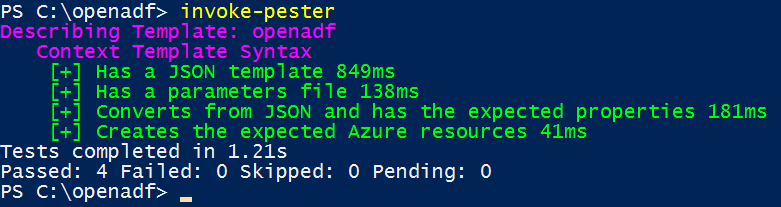 PS C:\openadf> invoke-pester
Describing Template: openadf
Context Template Syntax
[+] Has a JSON template 849ms
[+] Has a parameters file 138ms
[+] Converts from JSON and has the expected properties 181ms
[+] Creates the expected Azure resources 41ms
Tests completed in 1.21s
Passed: 4 Failed: 0 Skipped: 0 Pending: 0
PS C:\openadf>